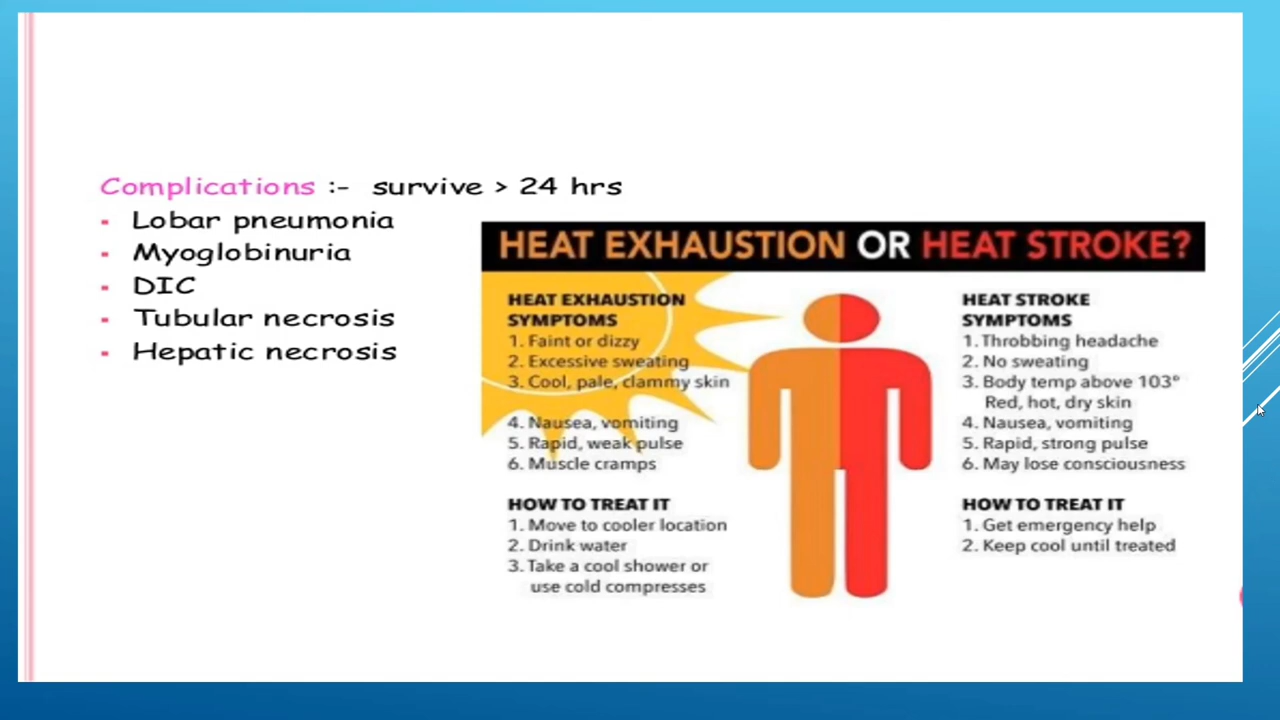 Complications :- survive > 24 hrs
▪ Lobar pneumonia
▪ Myoglobinuria
▪ DIC
▪ Tubular necrosis
▪ Hepatic necrosis
HEAT EXHAUSTION OR HEAT STROKE?
HEAT EXHAUSTION
SYMPTOMS
1. Faint or dizzy
2. Excessive sweating
3. Cool, pale, clammy skin
4. Nausea, vomiting
5. Rapid, weak pulse
6. Muscle cramps
HOW TO TREAT IT
1. Move to cooler location
2. Drink water
3. Take a cool shower or
use cold compresses
HEAT STROKE
SYMPTOMS
1. Throbbing headache
2. No sweating
3. Body temp above 103°
Red, hot, dry skin
4. Nausea, vomiting
5. Rapid, strong pulse
6. May lose consciousness
HOW TO TREAT IT
1. Get emergency help
2. Keep cool until treated